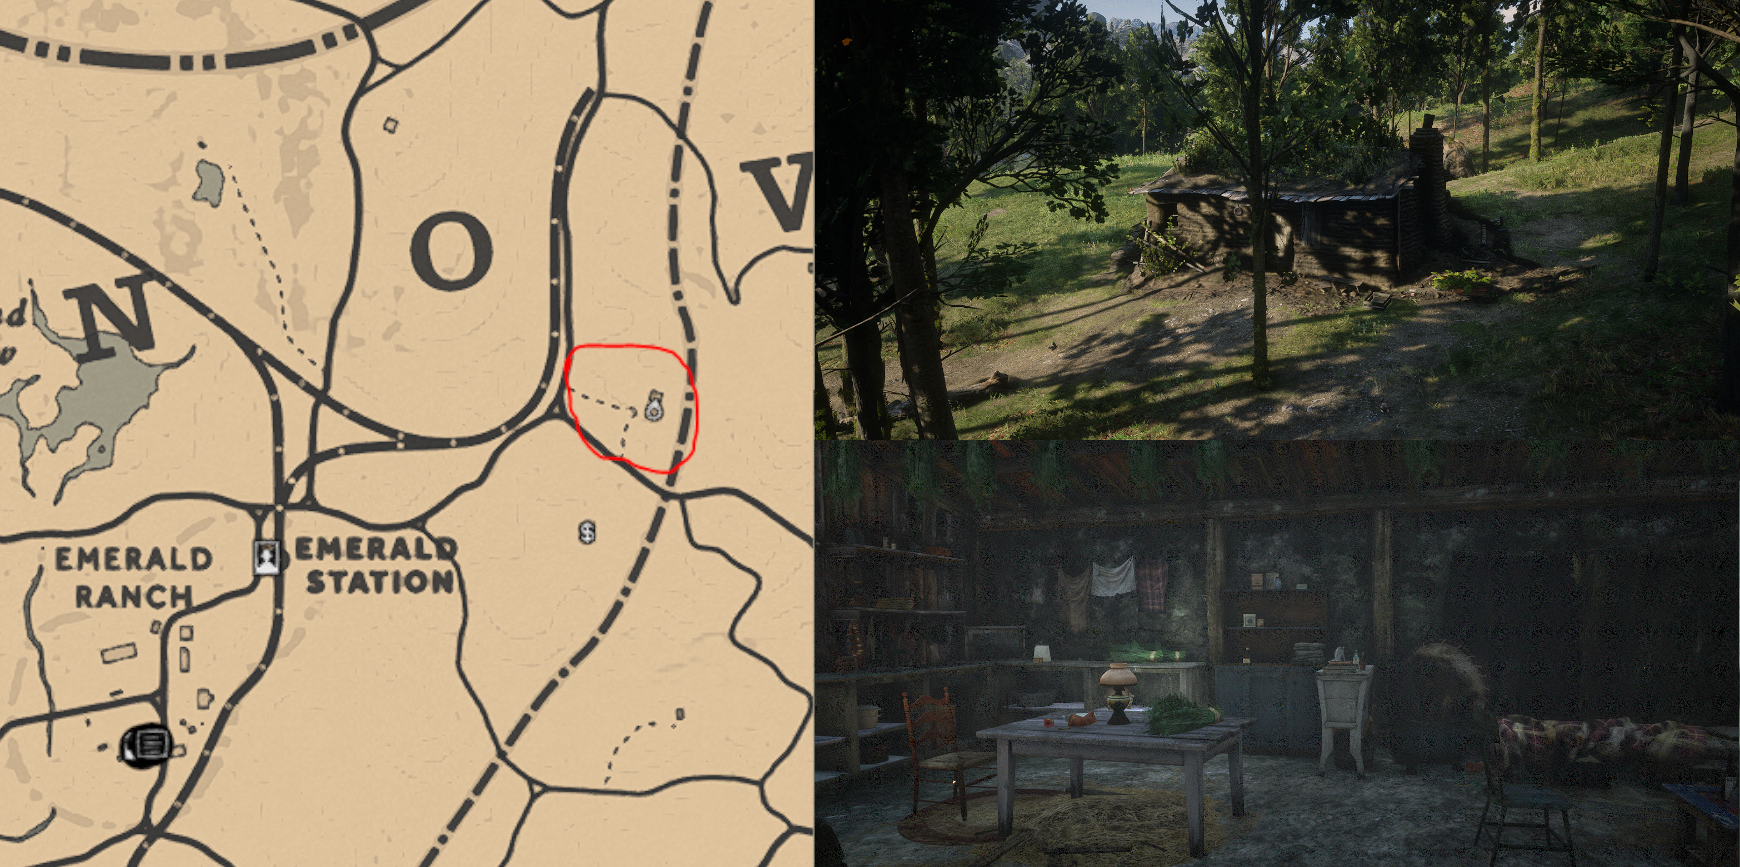 O
V
N
EMERALD
RANCH
EMERALD
STATION
$